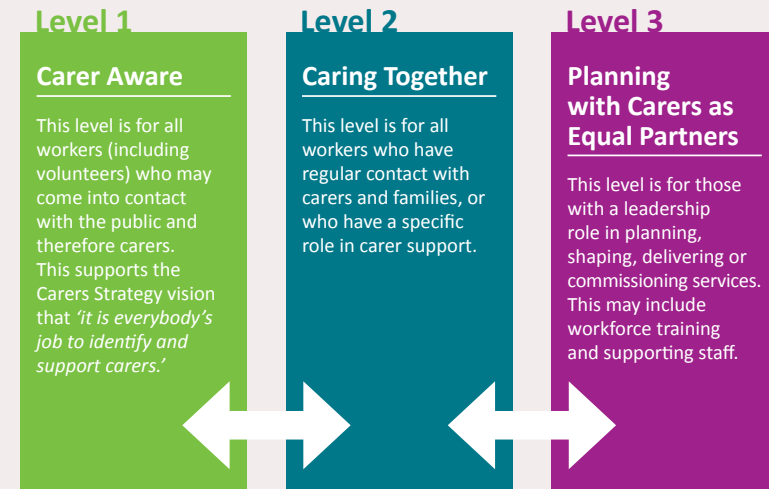 Level 1
Carer Aware
This level is for all
workers (including
volunteers) who may
come into contact
with the public and
therefore carers.
This supports the
Carers Strategy vision
that ‘it is everybody’s
job to identify and
support carers.’
Level 2
Caring Together
This level is for all
workers who have
regular contact with
carers and families, or
who have a specific
role in carer support.
Level 3
Planning
with Carers as
Equal Partners
This level is for those
with a leadership
role in planning,
shaping, delivering or
commissioning services.
This may include
workforce training
and supporting staff.